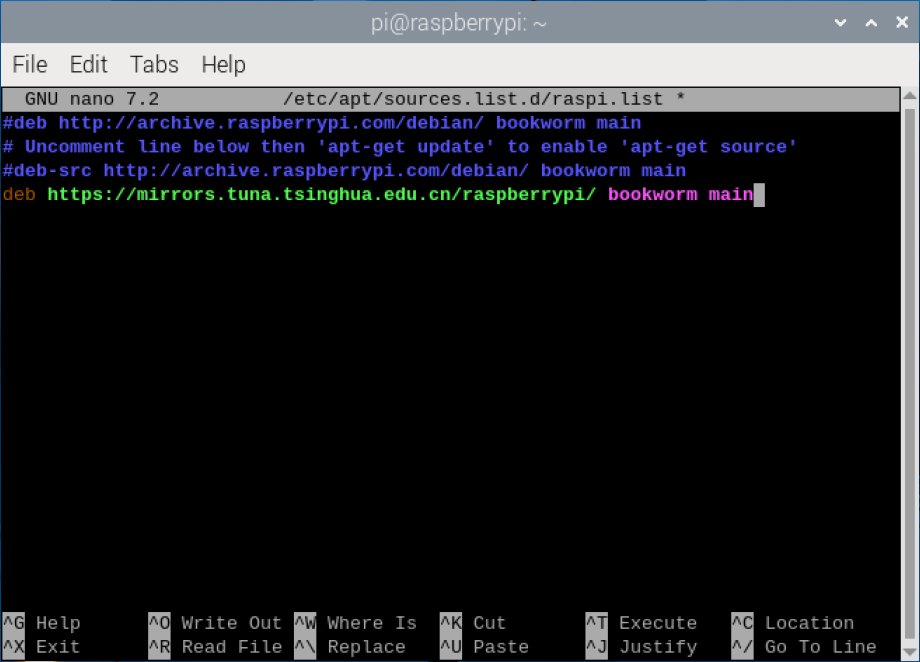 pi@raspberrypi: ~
File Edit Tabs Help
GNU nano 7.2 /etc/apt/sources.list.d/raspi.list *
#deb http://archive.raspberrypi.com/debian/ bookworm main
# Uncomment line below then 'apt-get update' to enable 'apt-get source'
#deb-src http://archive.raspberrypi.com/debian/ bookworm main
deb https://mirrors.tuna.tsinghua.edu.cn/raspberrypi/ bookworm main
^G Help ^O Write Out ^W Where Is ^K Cut ^T Execute ^C Location
^X Exit ^R Read File ^\ Replace ^U Paste ^J Justify ^/ Go To Line